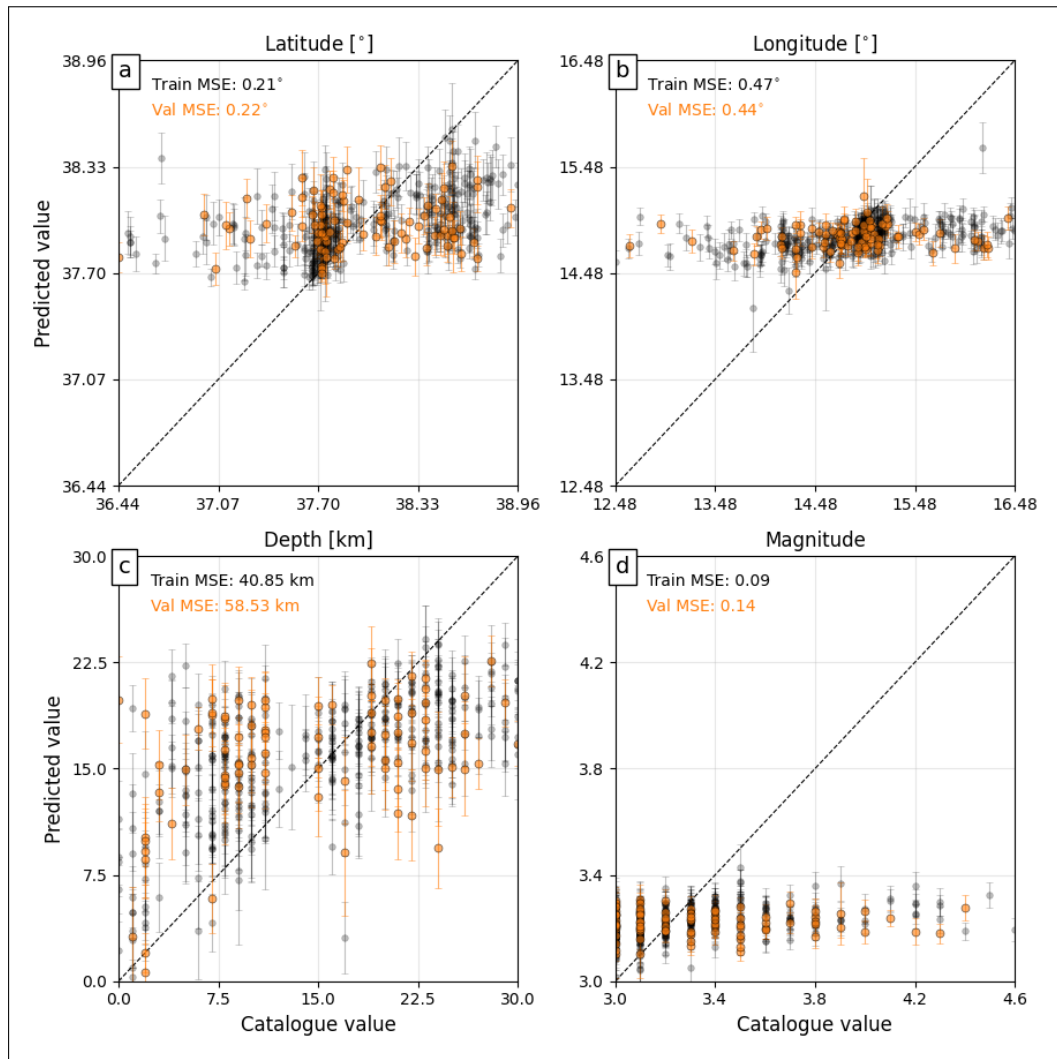 Latitude [°]
a
Train MSE: 0.21°
Val MSE: 0.22°
38.96
38.33
37.70
37.07
36.44
36.44 37.07 37.70 38.33 38.96
Predicted value
Longitude [°]
b
Train MSE: 0.47°
Val MSE: 0.44°
16.48
15.48
14.48
13.48
12.48
12.48 13.48 14.48 15.48 16.48
Depth [km]
c
Train MSE: 40.85 km
Val MSE: 58.53 km
30.0
22.5
15.0
7.5
0.0
0.0 7.5 15.0 22.5 30.0
Predicted value
Catalogue value
Magnitude
d
Train MSE: 0.09
Val MSE: 0.14
4.6
4.2
3.8
3.4
3.0
3.0 3.4 3.8 4.2 4.6
Catalogue value